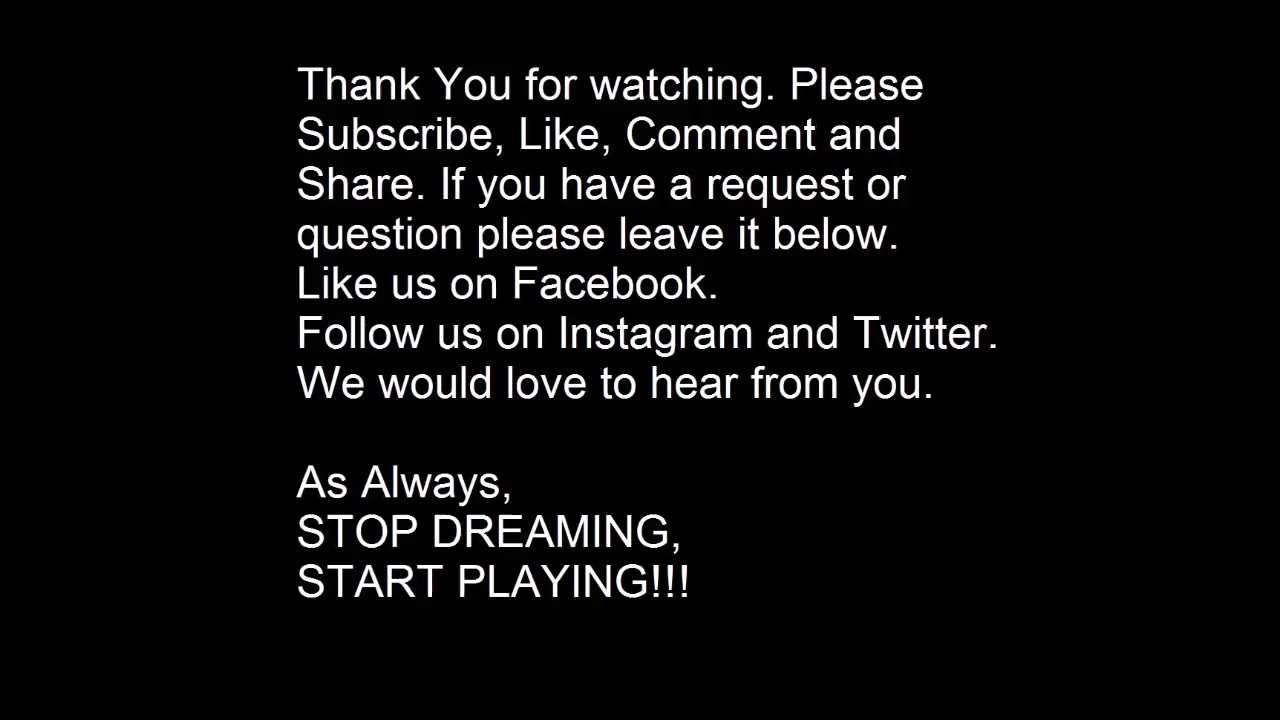 Thank You for watching. Please
Subscribe, Like, Comment and
Share. If you have a request or
question please leave it below.
Like us on Facebook.
Follow us on Instagram and Twitter.
We would love to hear from you.
As Always,
STOP DREAMING,
START PLAYING!!!